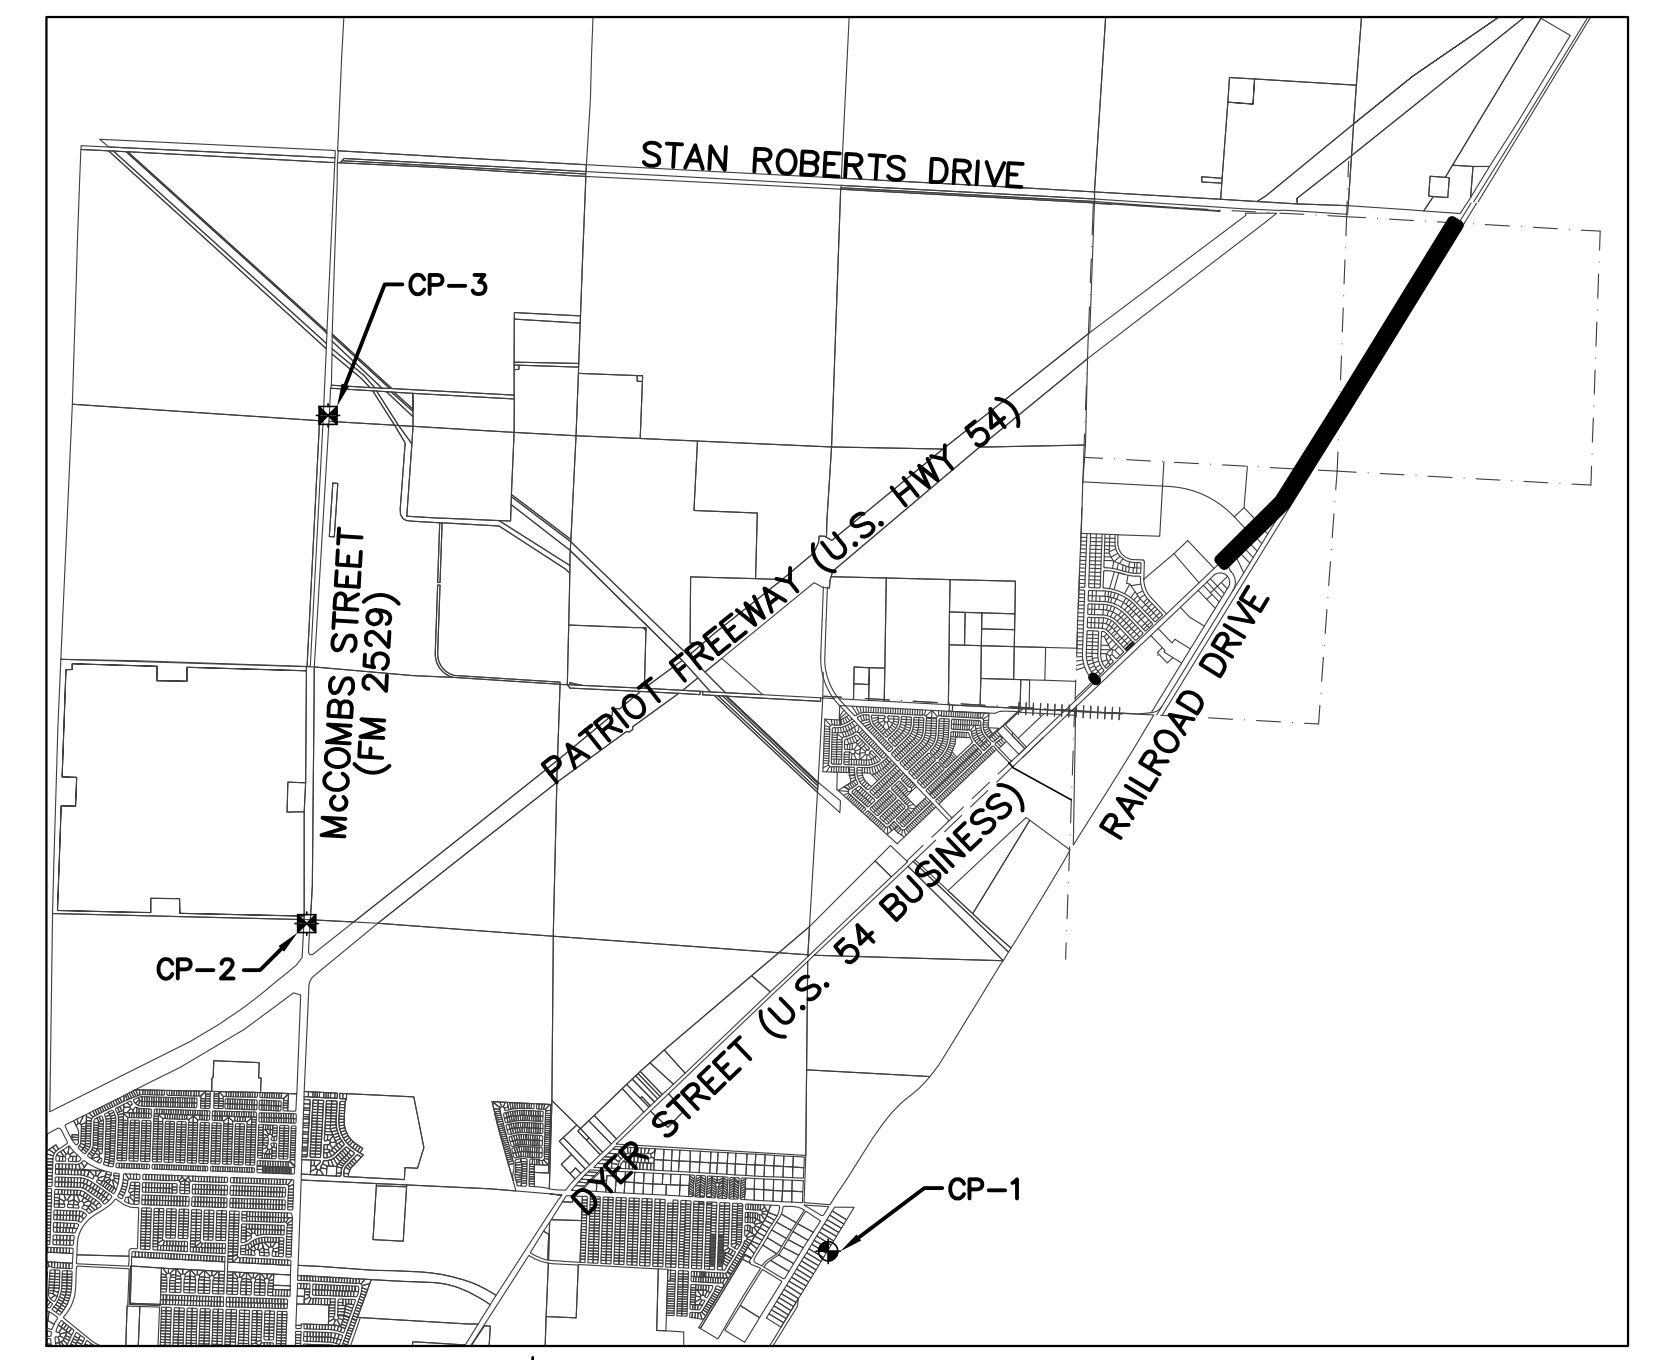 STAN ROBERTS DRIVE
CP-3
PATRIOT FREEWAY (U.S. HWY 54)
McCOMBS STREET
(FM 2529)
RAILROAD DRIVE
DYER STREET (U.S. 54 BUSINESS)
CP-2
CP-1